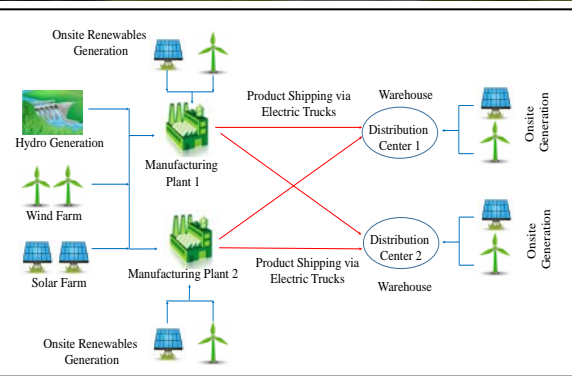 Onsite Renewables
Generation
Hydro Generation
Wind Farm
Solar Farm
Manufacturing
Plant 1
Manufacturing Plant 2
Onsite Renewables
Generation
Product Shipping via
Electric Trucks
Product Shipping via
Electric Trucks
Warehouse
Distribution
Center 1
Distribution
Center 2
Warehouse
Onsite
Generation
Onsite
Generation